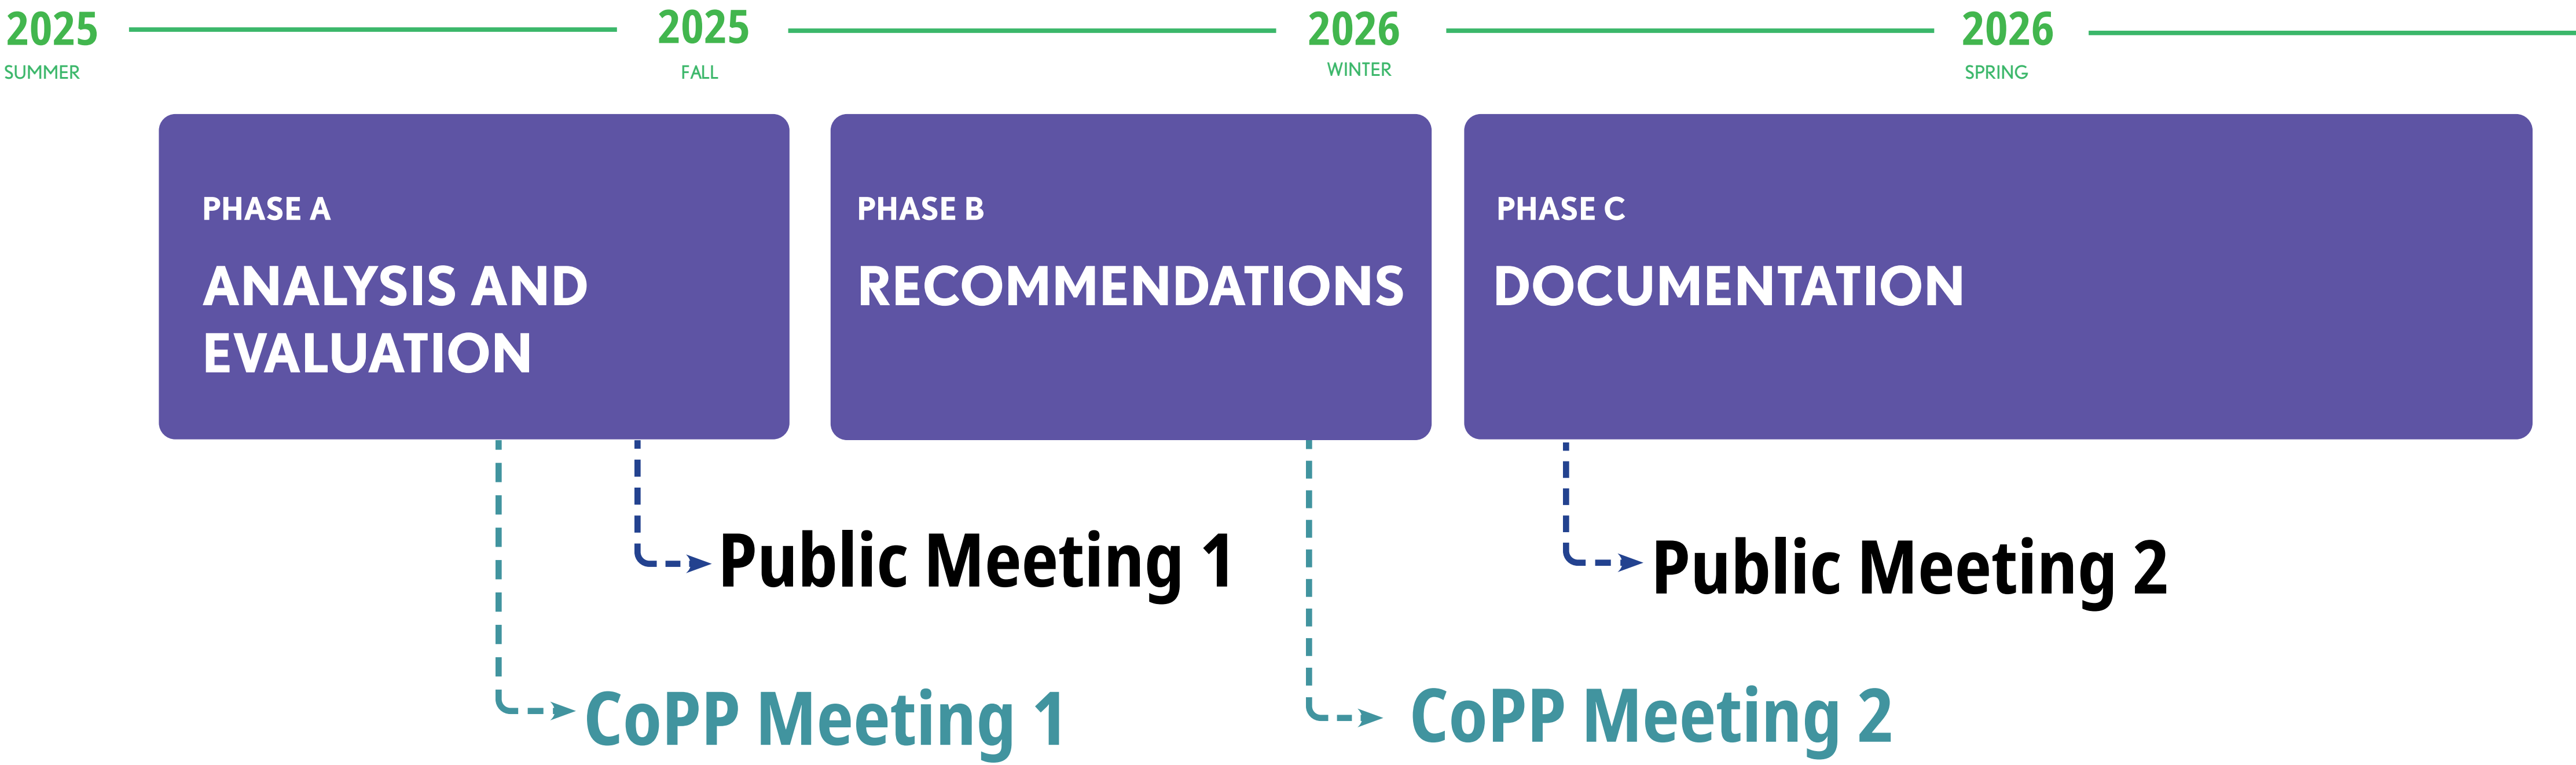 2025
SUMMER
2025
FALL
2026
WINTER
2026
SPRING
PHASE A
ANALYSIS AND
EVALUATION
PHASE B
RECOMMENDATIONS
PHASE C
DOCUMENTATION
Public Meeting 1
Public Meeting 2
CoPP Meeting 1
CoPP Meeting 2